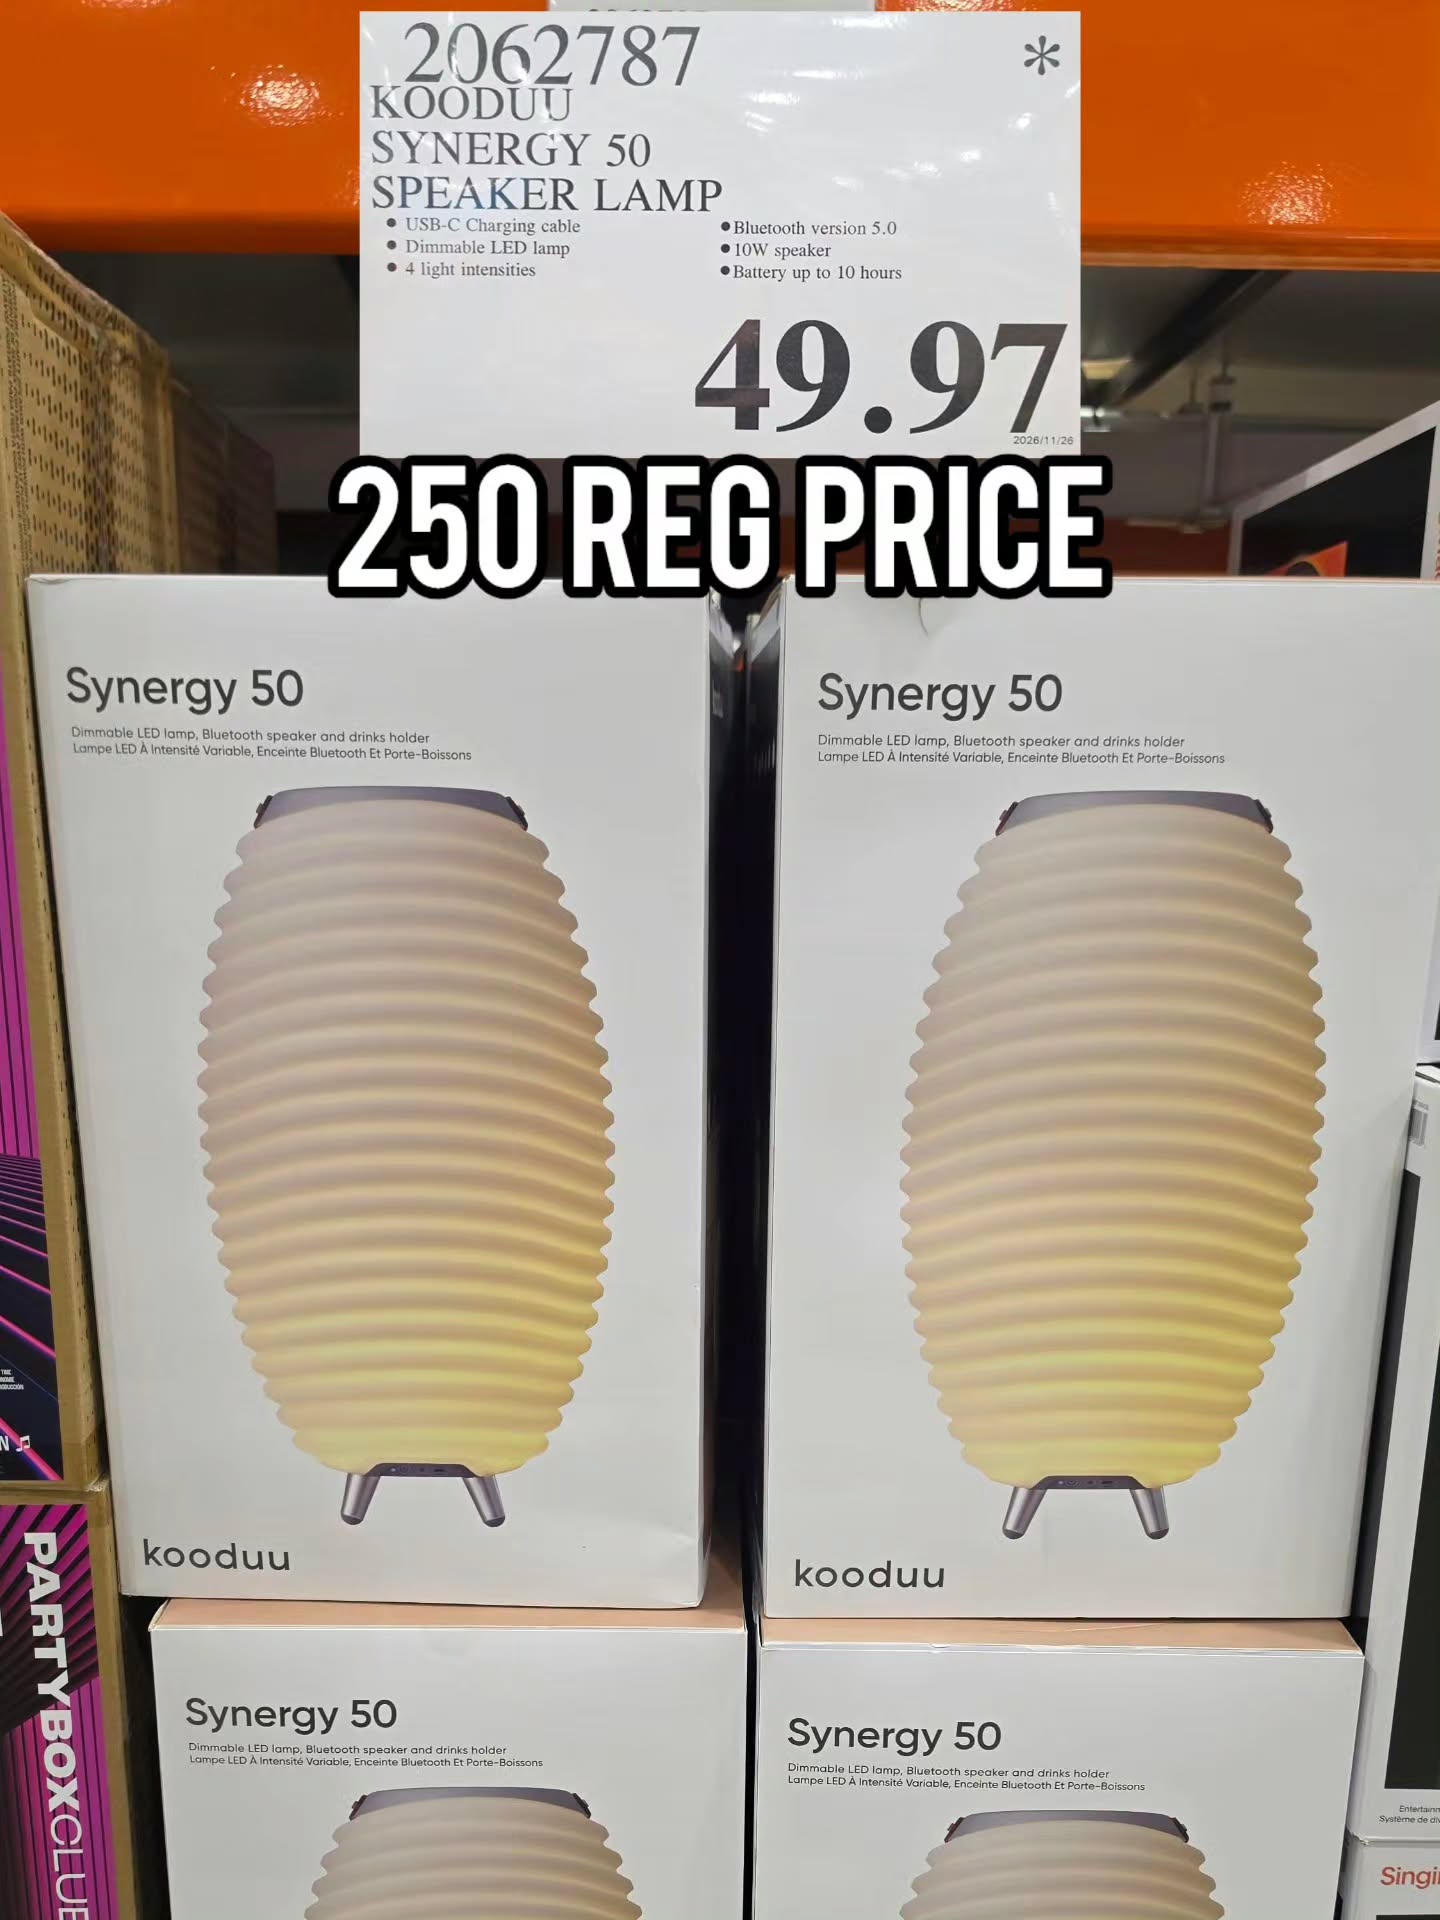 2062787
*
KOODUU
SYNERGY 50
SPEAKER LAMP
• USB-C Charging cable
• Dimmable LED lamp
• 4 light intensities
• Bluetooth version 5.0
• 10W speaker
• Battery up to 10 hours
49.97
2026/11/26
250 REG PRICE
Synergy 50
Dimmable LED lamp, Bluetooth speaker and drinks holder
Lampe LED À Intensité Variable, Enceinte Bluetooth Et Porte-Boissons
kooduu
Synergy 50
Dimmable LED lamp, Bluetooth speaker and drinks holder
Lampe LED À Intensité Variable, Enceinte Bluetooth Et Porte-Boissons
kooduu
Synergy 50
Dimmable LED lamp, Bluetooth speaker and drinks holder
Lampe LED À Intensité Variable, Enceinte Bluetooth Et Porte-Boissons
Synergy 50
Dimmable LED lamp, Bluetooth speaker and drinks holder
Lampe LED À Intensité Variable, Enceinte Bluetooth Et Porte-Boissons
PARTYBOXCLUB
Singi